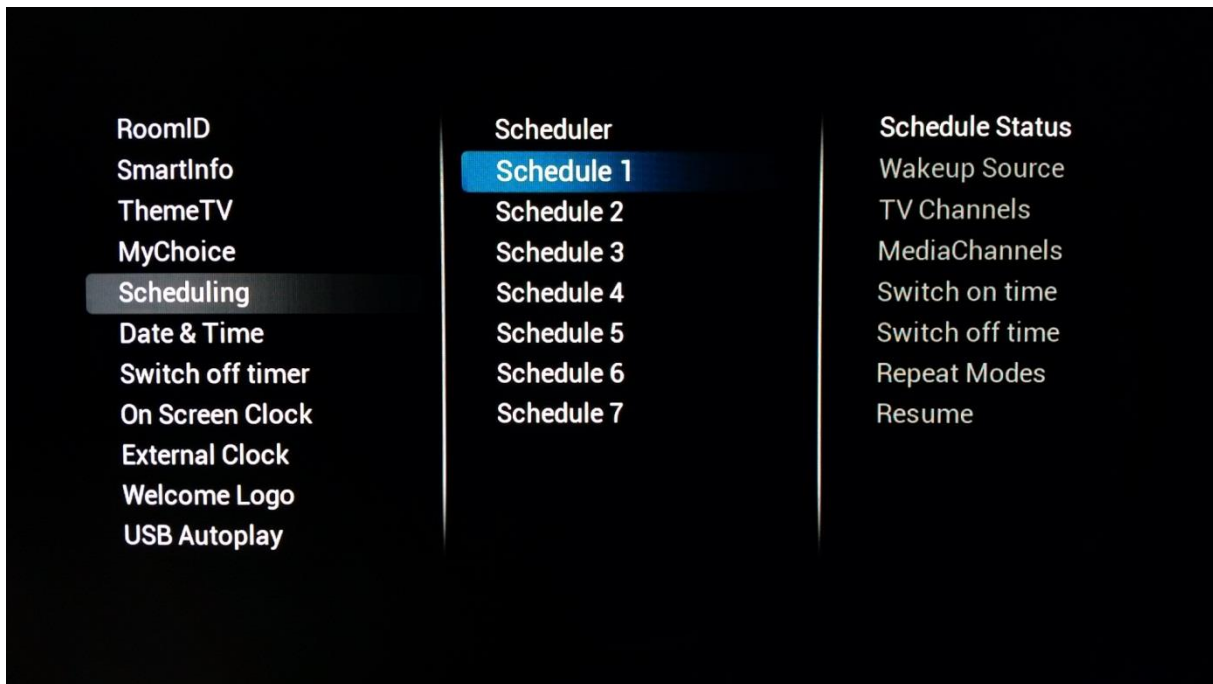 RoomID
SmartInfo
ThemeTV
MyChoice
Scheduling
Date & Time
Switch off timer
On Screen Clock
External Clock
Welcome Logo
USB Autoplay
Scheduler
Schedule 1
Schedule 2
Schedule 3
Schedule 4
Schedule 5
Schedule 6
Schedule 7
Schedule Status
Wakeup Source
TV Channels
MediaChannels
Switch on time
Switch off time
Repeat Modes
Resume